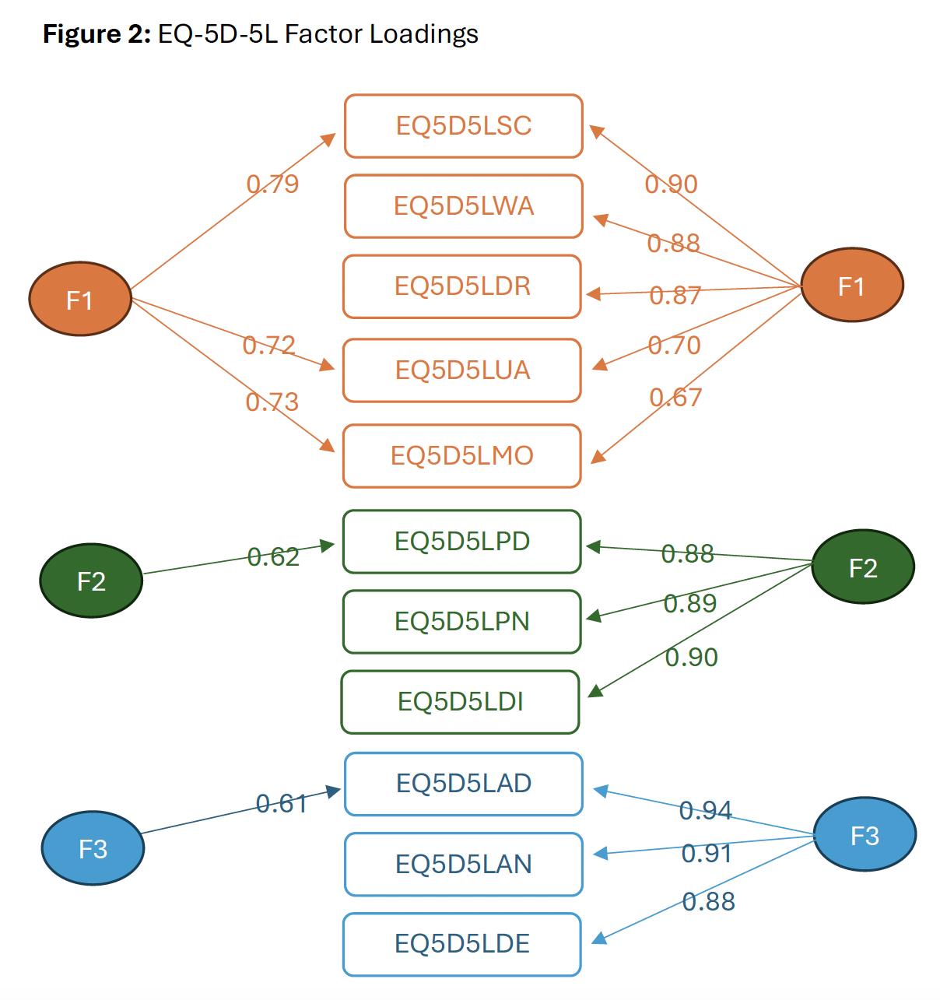 Figure 2: EQ-5D-5L Factor Loadings
EQ5D5LSC
0.79
0.90
EQ5D5LWA
0.88
EQ5D5LDR
0.87
F1
F1
0.72
0.70
EQ5D5LUA
0.73
0.67
EQ5D5LMO
EQ5D5LPD
0.62
0.88
F2
F2
0.89
EQ5D5LPN
0.90
EQ5D5LDI
EQ5D5LAD
0.61
0.94
F3
F3
0.91
EQ5D5LAN
0.88
EQ5D5LDE